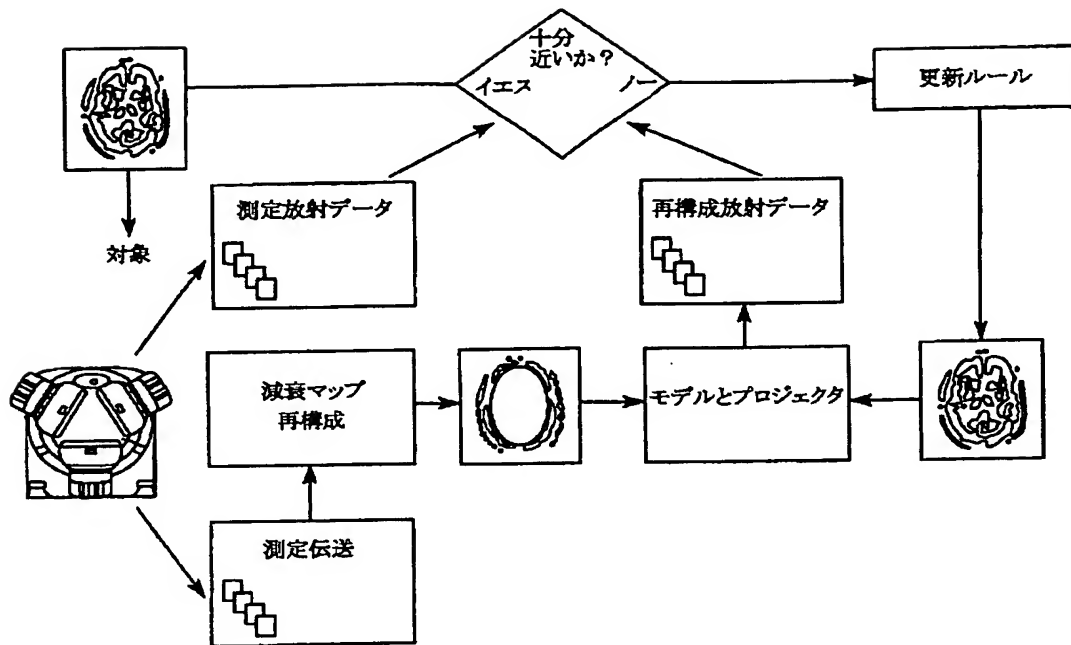 十分
近いか?
イエス
ノー
更新ルール
対象
測定放射データ
再構成放射データ
減衰マップ
再構成
モデルとプロジェクタ
測定伝送